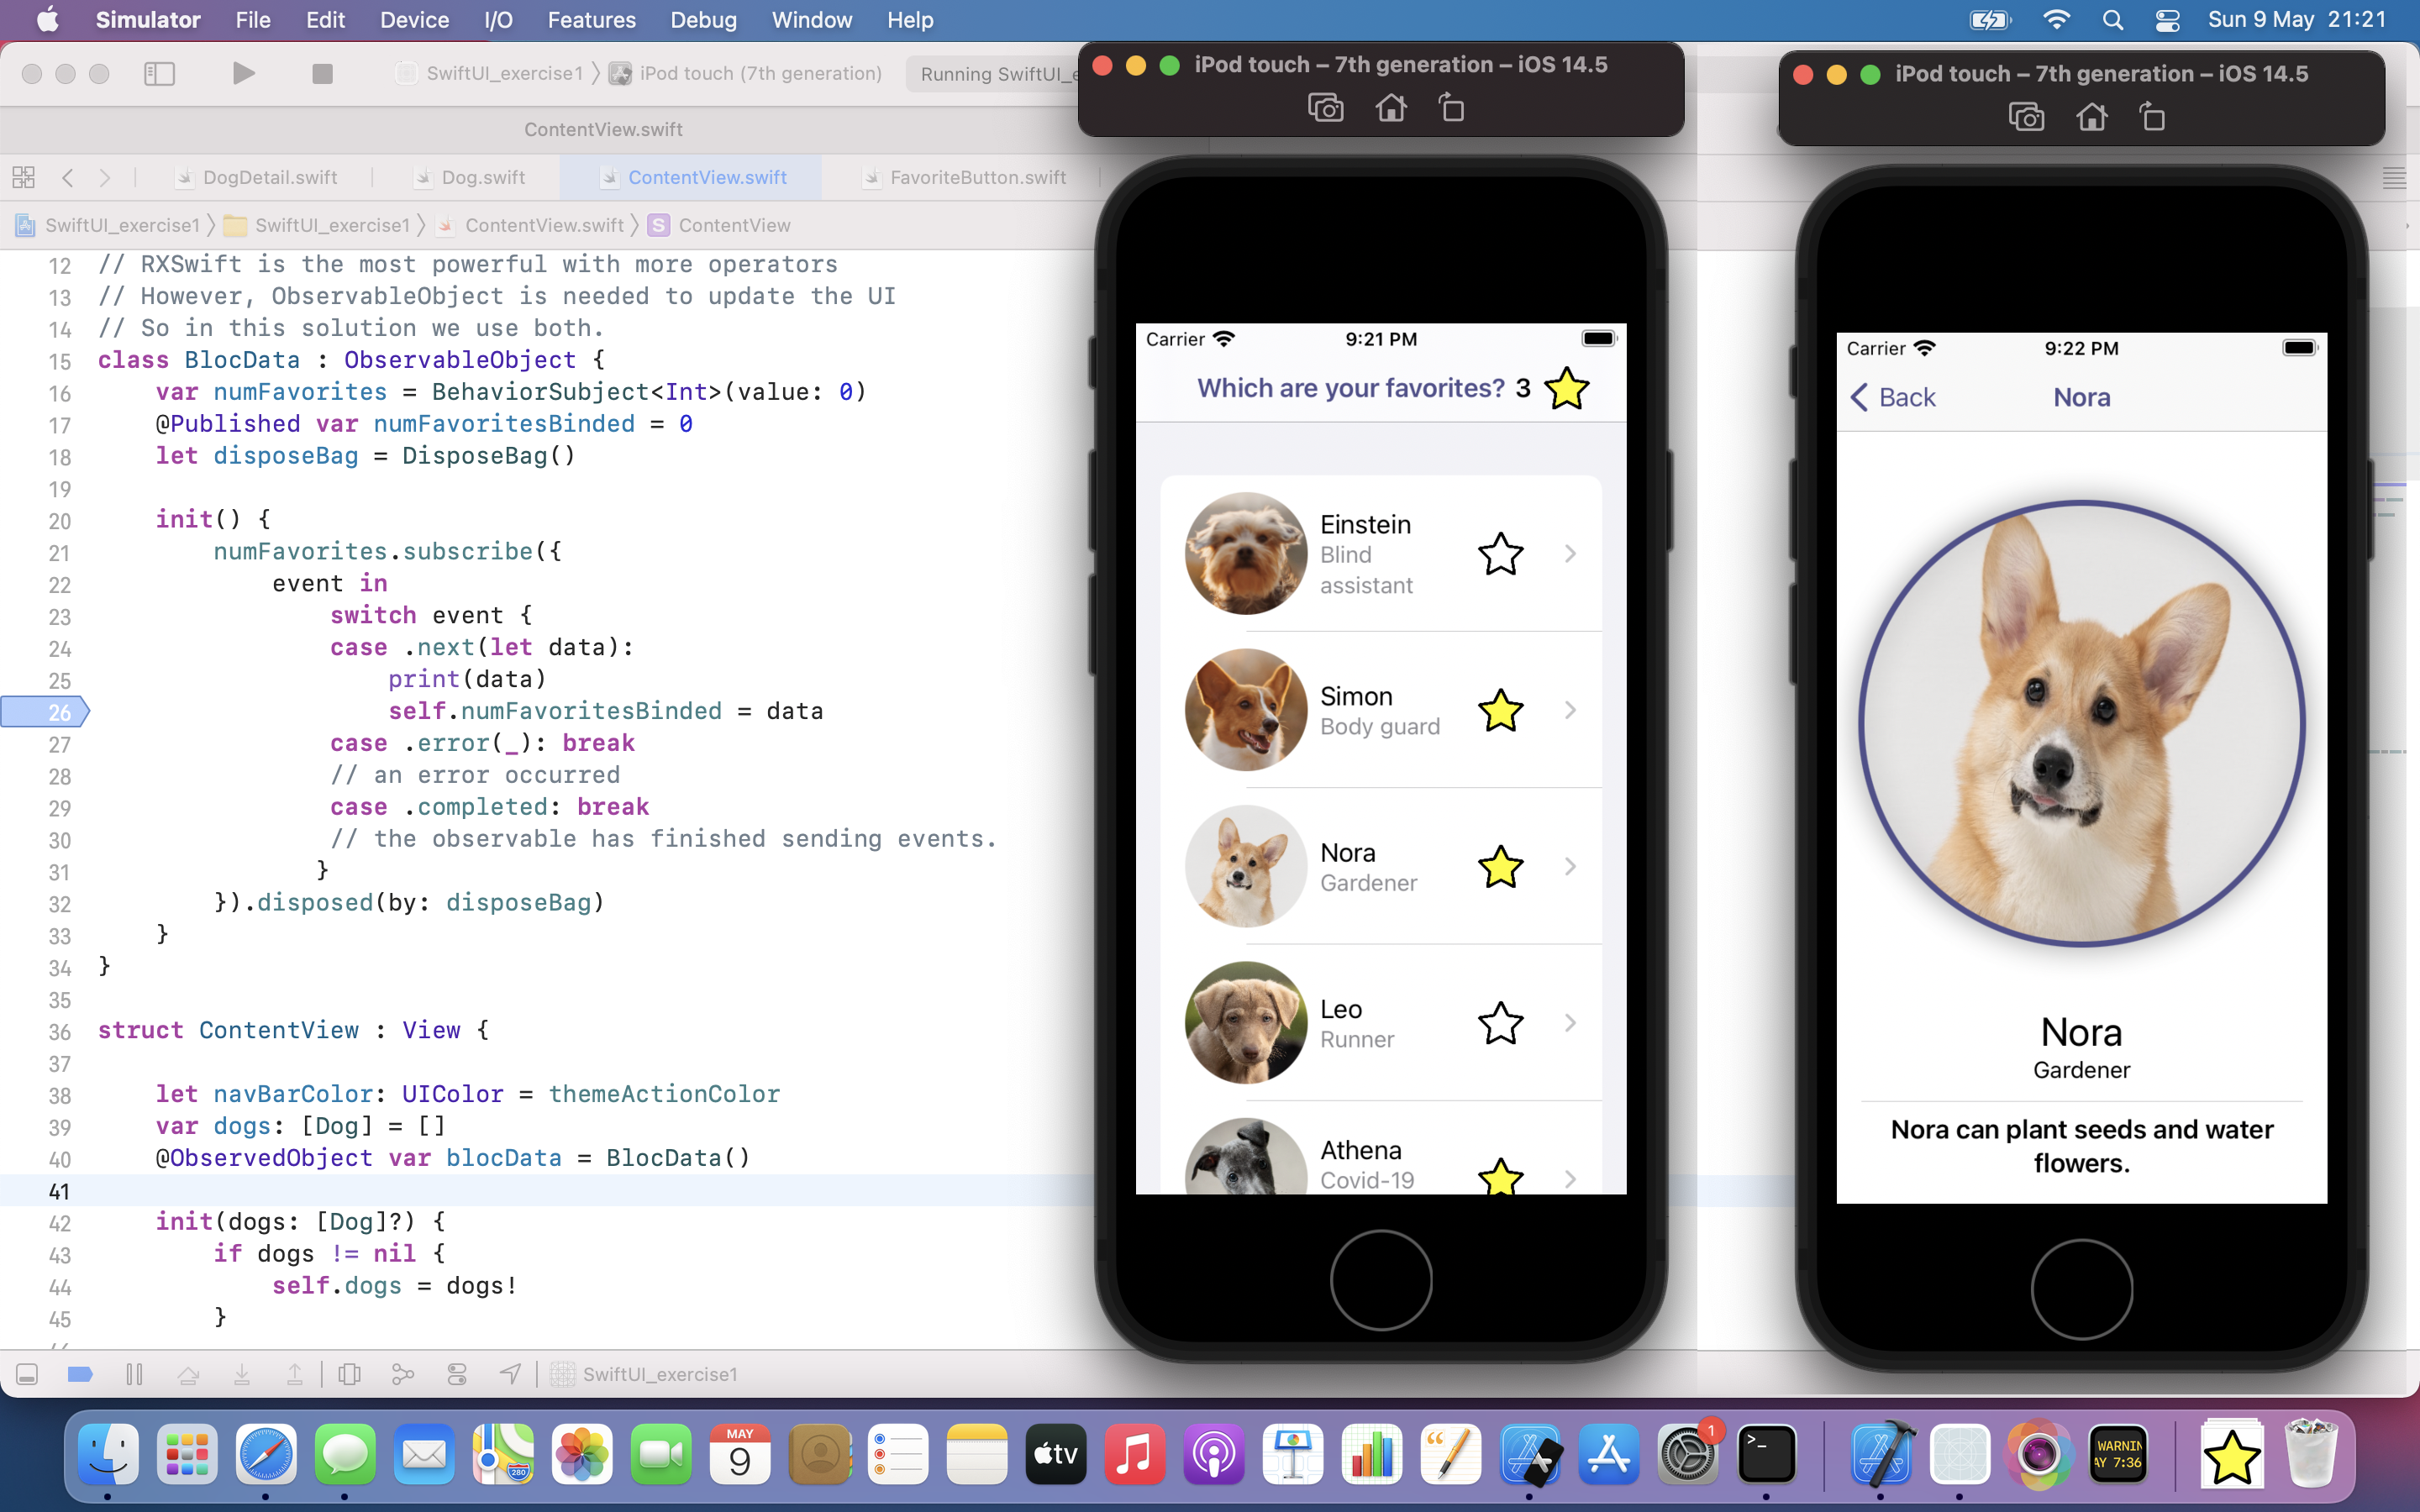 Simulator File Edit Device I/O Features Debug Window Help
Sun 9 May 21:21
SwiftUI_exercise1 iPod touch (7th generation)
Running SwiftUI_e
ContentView.swift
DogDetail.swift
Dog.swift
ContentView.swift
FavoriteButton.swift
SwiftUI_exercise1 SwiftUI_exercise1 ContentView.swift S ContentView
12 // RXSwift is the most powerful with more operators
13 // However, ObservableObject is needed to update the UI
14 // So in this solution we use both.
15 class BlocData : ObservableObject {
16 var numFavorites = BehaviorSubject<Int>(value: 0)
17 @Published var numFavoritesBinded = 0
18 let disposeBag = DisposeBag()
19
20 init() {
21 numFavorites.subscribe({
22 event in
23 switch event {
24 case .next(let data):
25 print(data)
26 self.numFavoritesBinded = data
27 case .error(_): break
28 // an error occurred
29 case .completed: break
30 // the observable has finished sending events.
31 }
32 }).disposed(by: disposeBag)
33 }
34 }
35
36 struct ContentView : View {
37
38 let navBarColor: UIColor = themeActionColor
39 var dogs: [Dog] = []
40 @ObservedObject var blocData = BlocData()
41
42 init(dogs: [Dog]?) {
43 if dogs != nil {
44 self.dogs = dogs!
45 }
SwiftUI_exercise1
iPod touch – 7th generation – iOS 14.5
Carrier 9:21 PM
Which are your favorites? 3
Einstein
Blind
assistant
Simon
Body guard
Nora
Gardener
Leo
Runner
Athena
Covid-19
iPod touch – 7th generation – iOS 14.5
Carrier 9:22 PM
Back Nora
Nora
Gardener
Nora can plant seeds and water
flowers.
280
MAY
9
tv
1
>_
WARNIN
AY 7:36